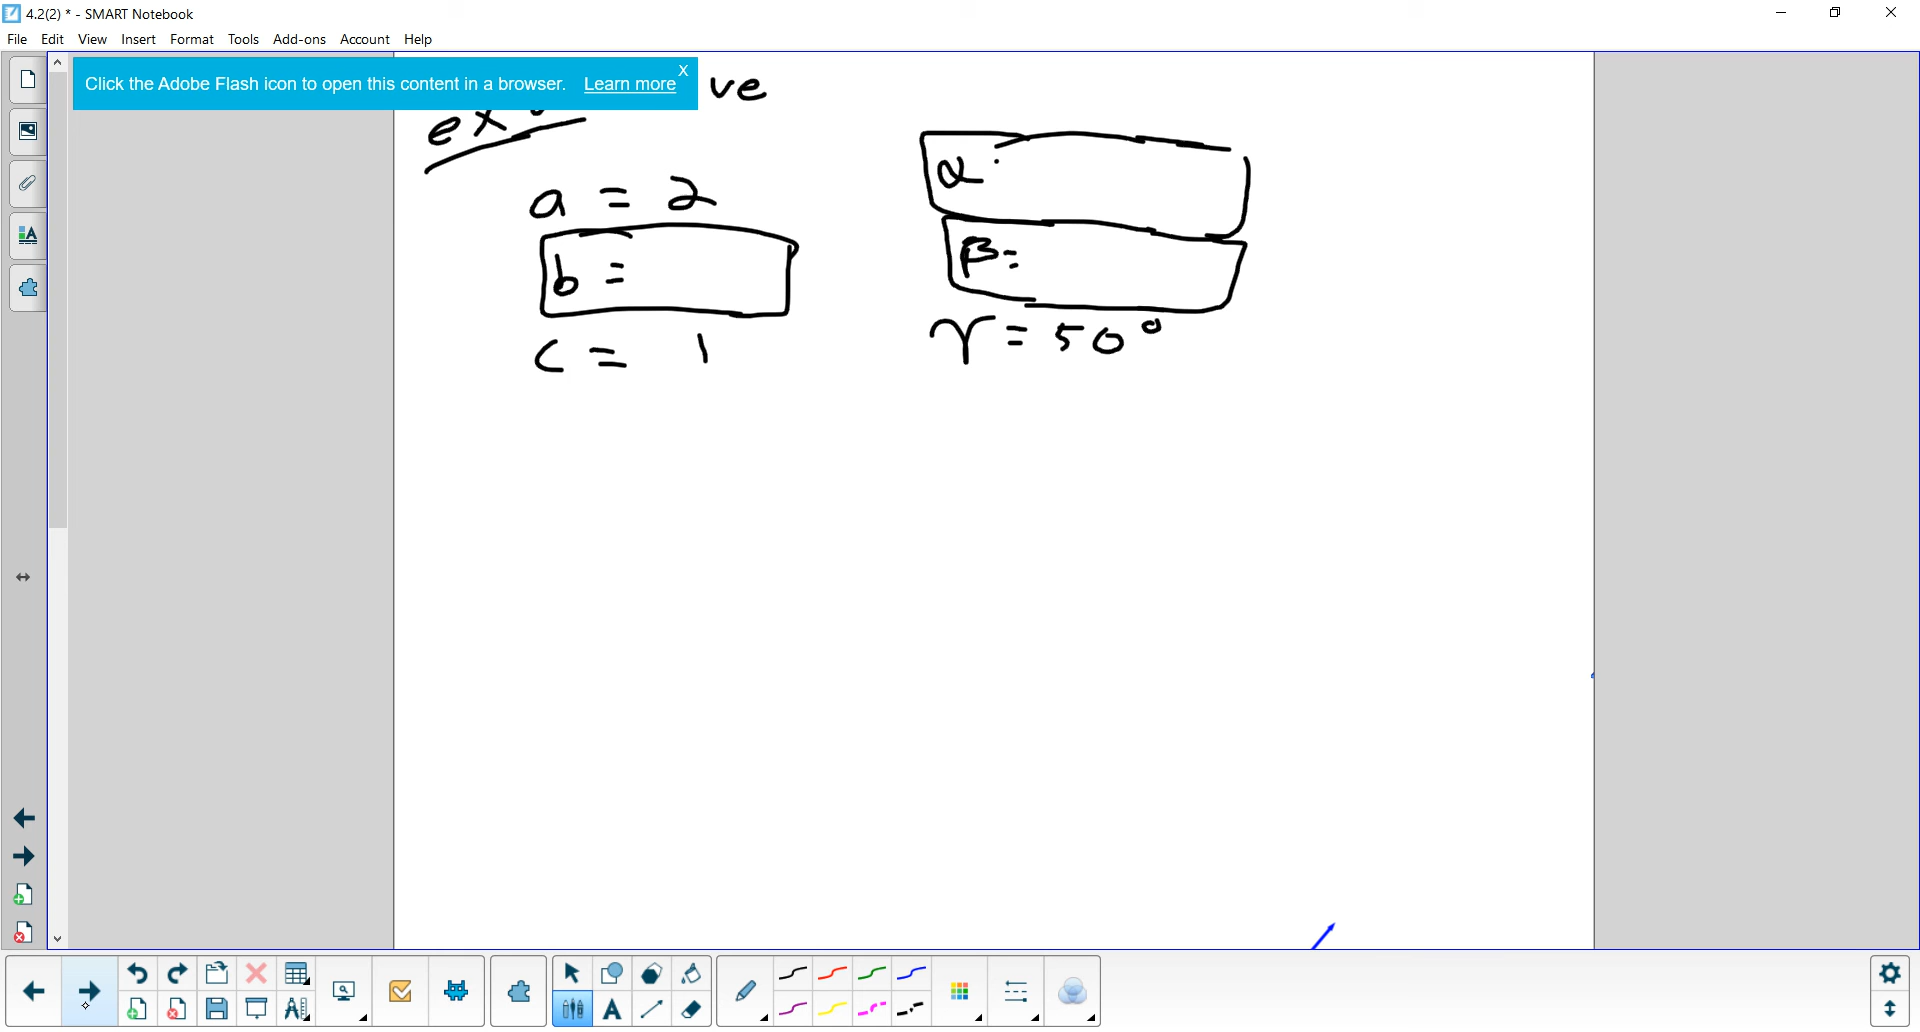 4.2(2) * - SMART Notebook
File Edit View Insert Format Tools Add-ons Account Help
Click the Adobe Flash icon to open this content in a browser. Learn more X
ve
ex
a = 2
b =
c = 1
α
β =
γ = 50°
A